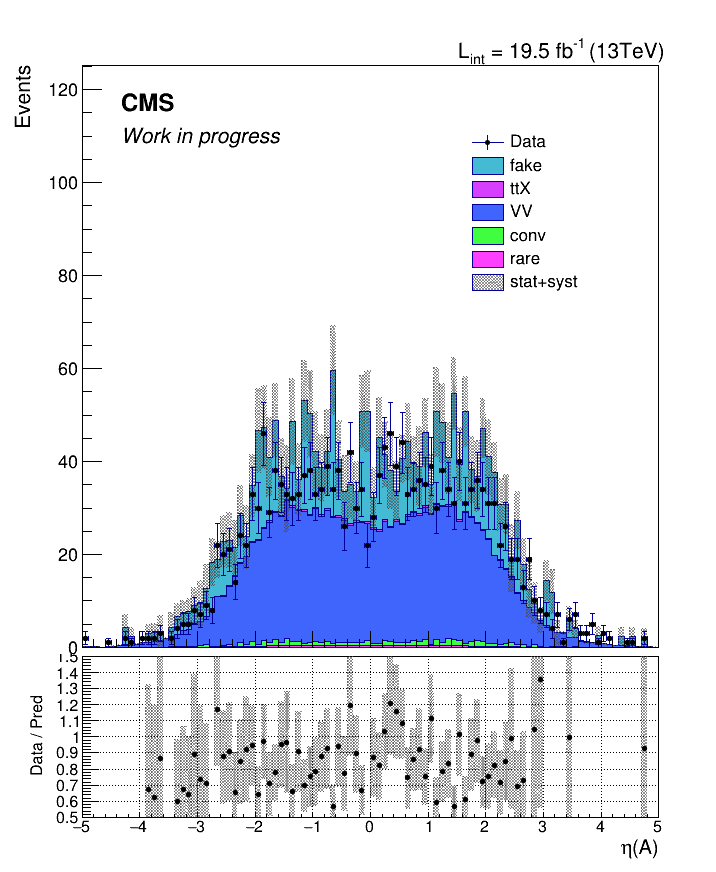 L_int = 19.5 fb^-1 (13TeV)
Events
CMS
Work in progress
Data
fake
ttX
VV
conv
rare
stat+syst
120
100
80
60
40
20
0
Data / Pred
1.5
1.4
1.3
1.2
1.1
1
0.9
0.8
0.7
0.6
0.5
−5 −4 −3 −2 −1 0 1 2 3 4 5
η(A)